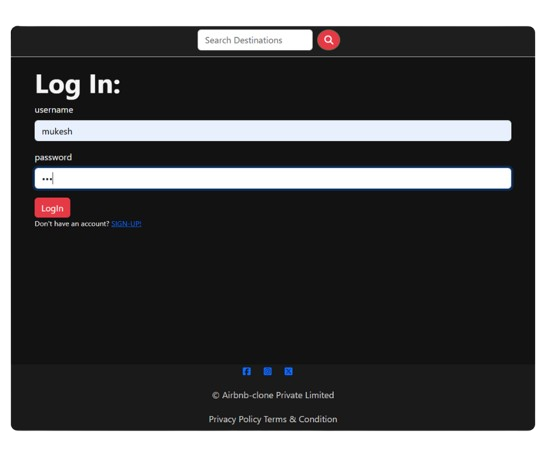 Search Destinations
Log In:
username
mukesh
password
•••
LogIn
Don't have an account? SIGN-UP!
© Airbnb-clone Private Limited
Privacy Policy Terms & Condition